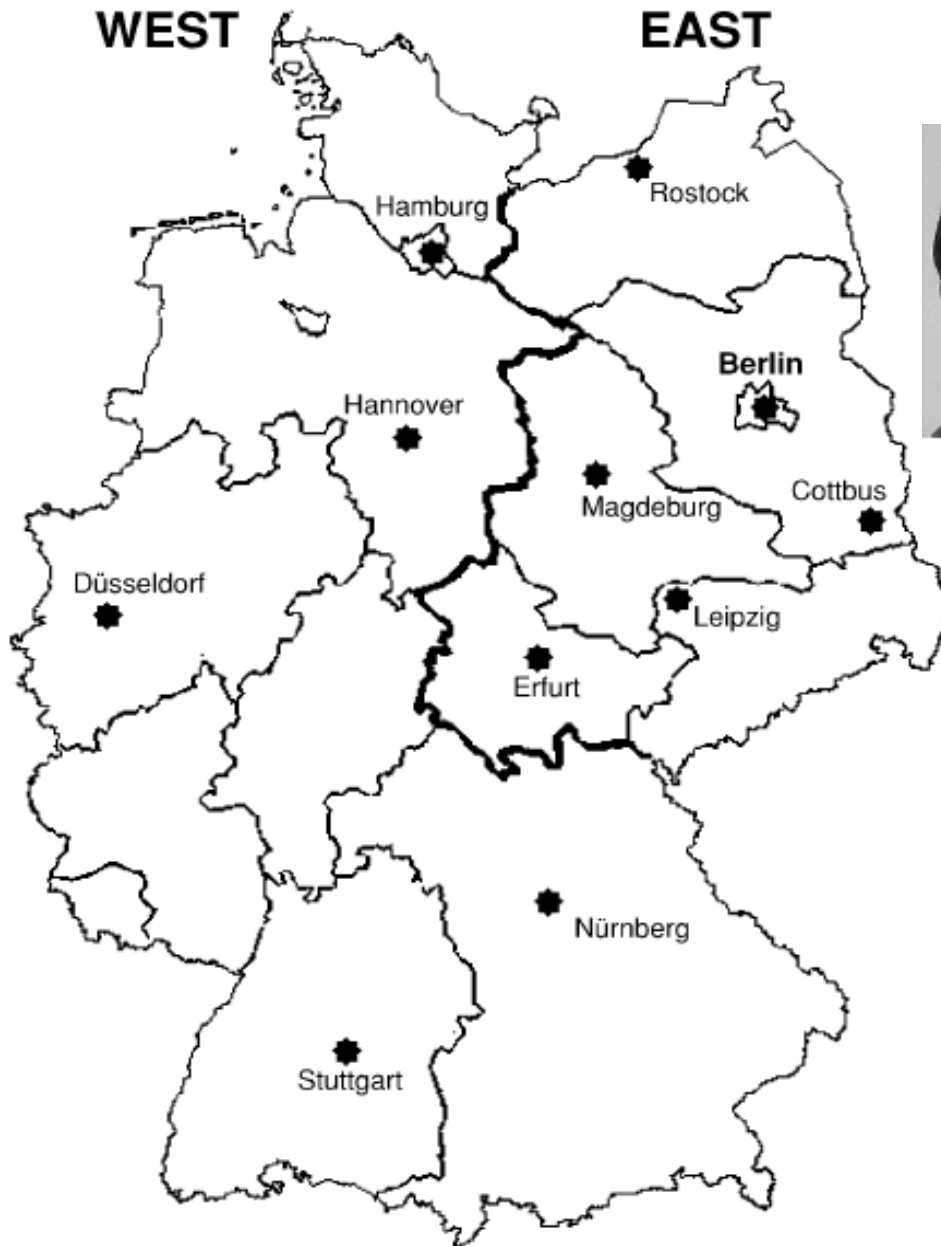 WEST
EAST
Rostock
Hamburg
Berlin
Hannover
Magdeburg
Cottbus
Düsseldorf
Leipzig
Erfurt
Nürnberg
Stuttgart